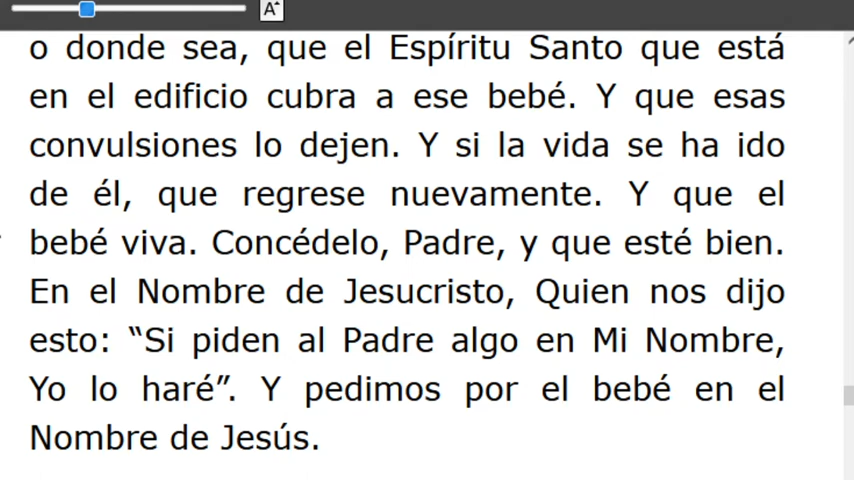 A
o donde sea, que el Espíritu Santo que está
en el edificio cubra a ese bebé. Y que esas
convulsiones lo dejen. Y si la vida se ha ido
de él, que regrese nuevamente. Y que el
bebé viva. Concédelo, Padre, y que esté bien.
En el Nombre de Jesucristo, Quien nos dijo
esto: “Si piden al Padre algo en Mi Nombre,
Yo lo haré”. Y pedimos por el bebé en el
Nombre de Jesús.